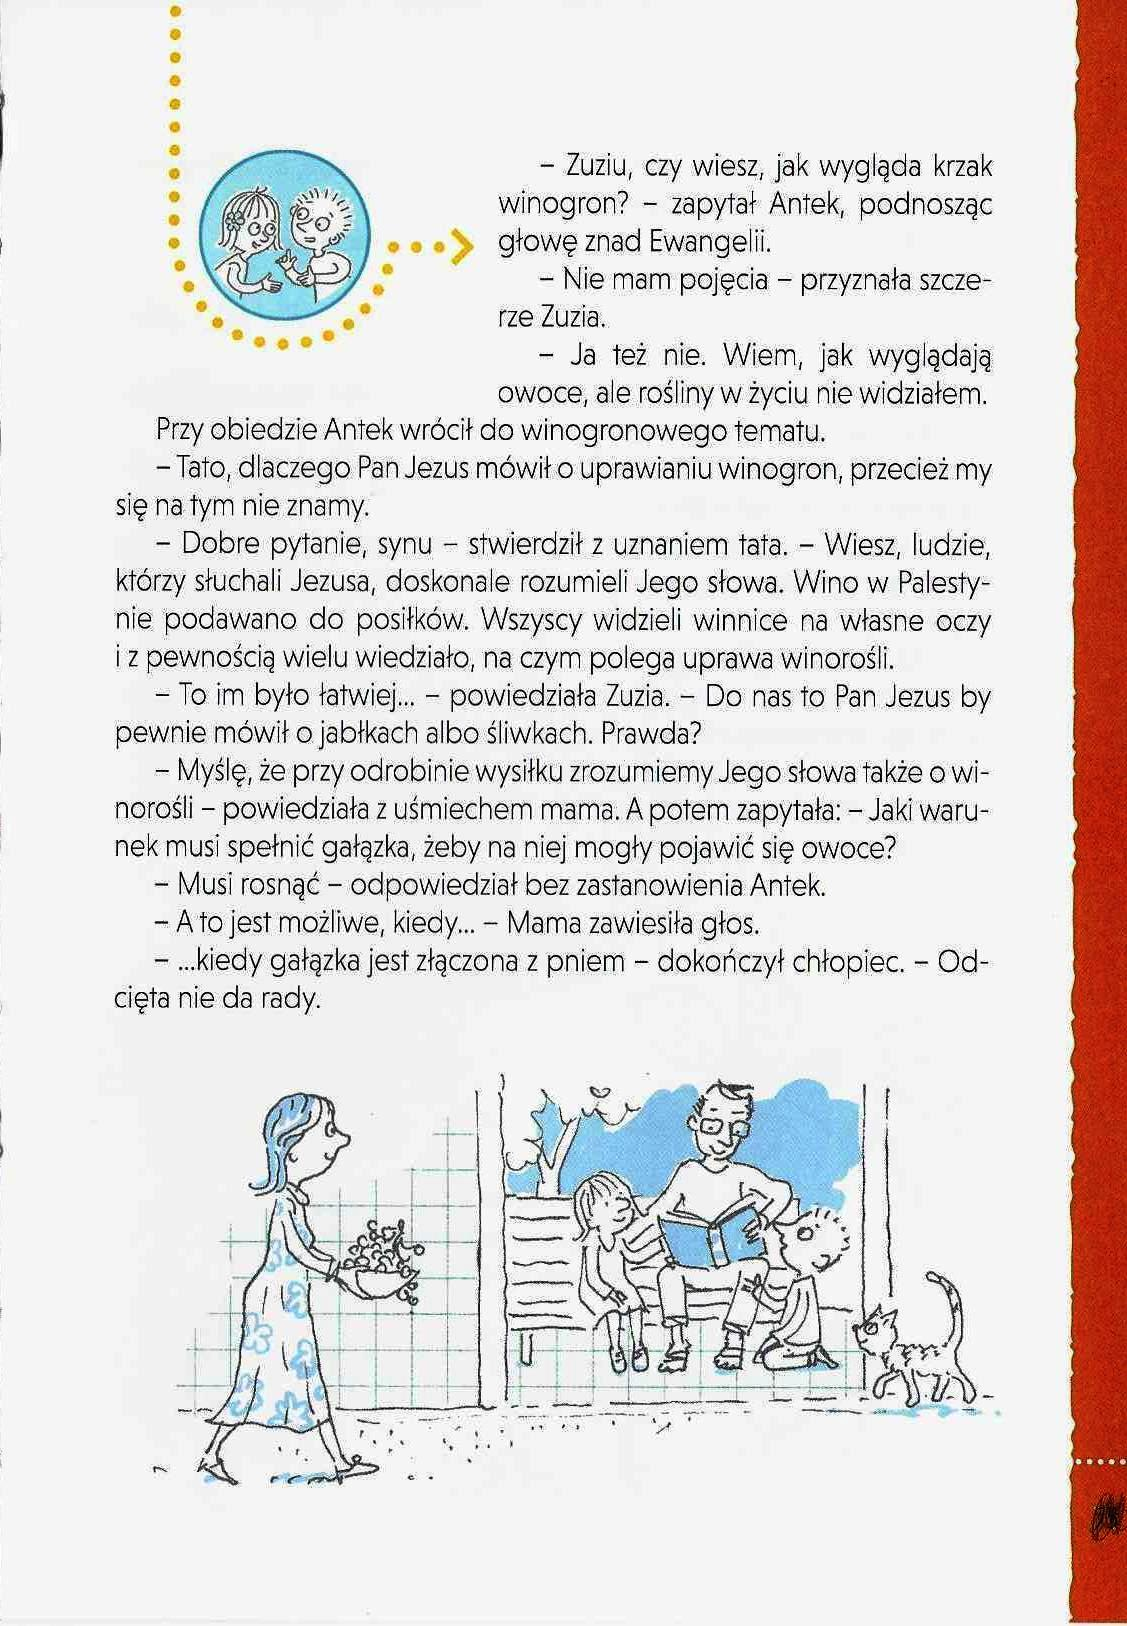 – Zuziu, czy wiesz, jak wygląda krzak
winogron? – zapytał Antek, podnosząc
głowę znad Ewangelii.
– Nie mam pojęcia – przyznała szcze-
rze Zuzia.
– Ja też nie. Wiem, jak wyglądają
owoce, ale rośliny w życiu nie widziałem.
Przy obiedzie Antek wrócił do winogronowego tematu.
– Tato, dlaczego Pan Jezus mówił o uprawianiu winogron, przecież my
się na tym nie znamy.
– Dobre pytanie, synu – stwierdził z uznaniem tata. – Wiesz, ludzie,
którzy słuchali Jezusa, doskonale rozumieli Jego słowa. Wino w Palesty-
nie podawano do posiłków. Wszyscy widzieli winnice na własne oczy
i z pewnością wielu wiedziało, na czym polega uprawa winorośli.
– To im było łatwiej... – powiedziała Zuzia. – Do nas to Pan Jezus by
pewnie mówił o jabłkach albo śliwkach. Prawda?
– Myślę, że przy odrobinie wysiłku zrozumiemy Jego słowa także o wi-
norośli – powiedziała z uśmiechem mama. A potem zapytała: – Jaki waru-
nek musi spełnić gałązka, żeby na niej mogły pojawić się owoce?
– Musi rosnąć – odpowiedział bez zastanowienia Antek.
– A to jest możliwe, kiedy... – Mama zawiesiła głos.
– ...kiedy gałązka jest złączona z pniem – dokończył chłopiec. – Od-
cięta nie da rady.